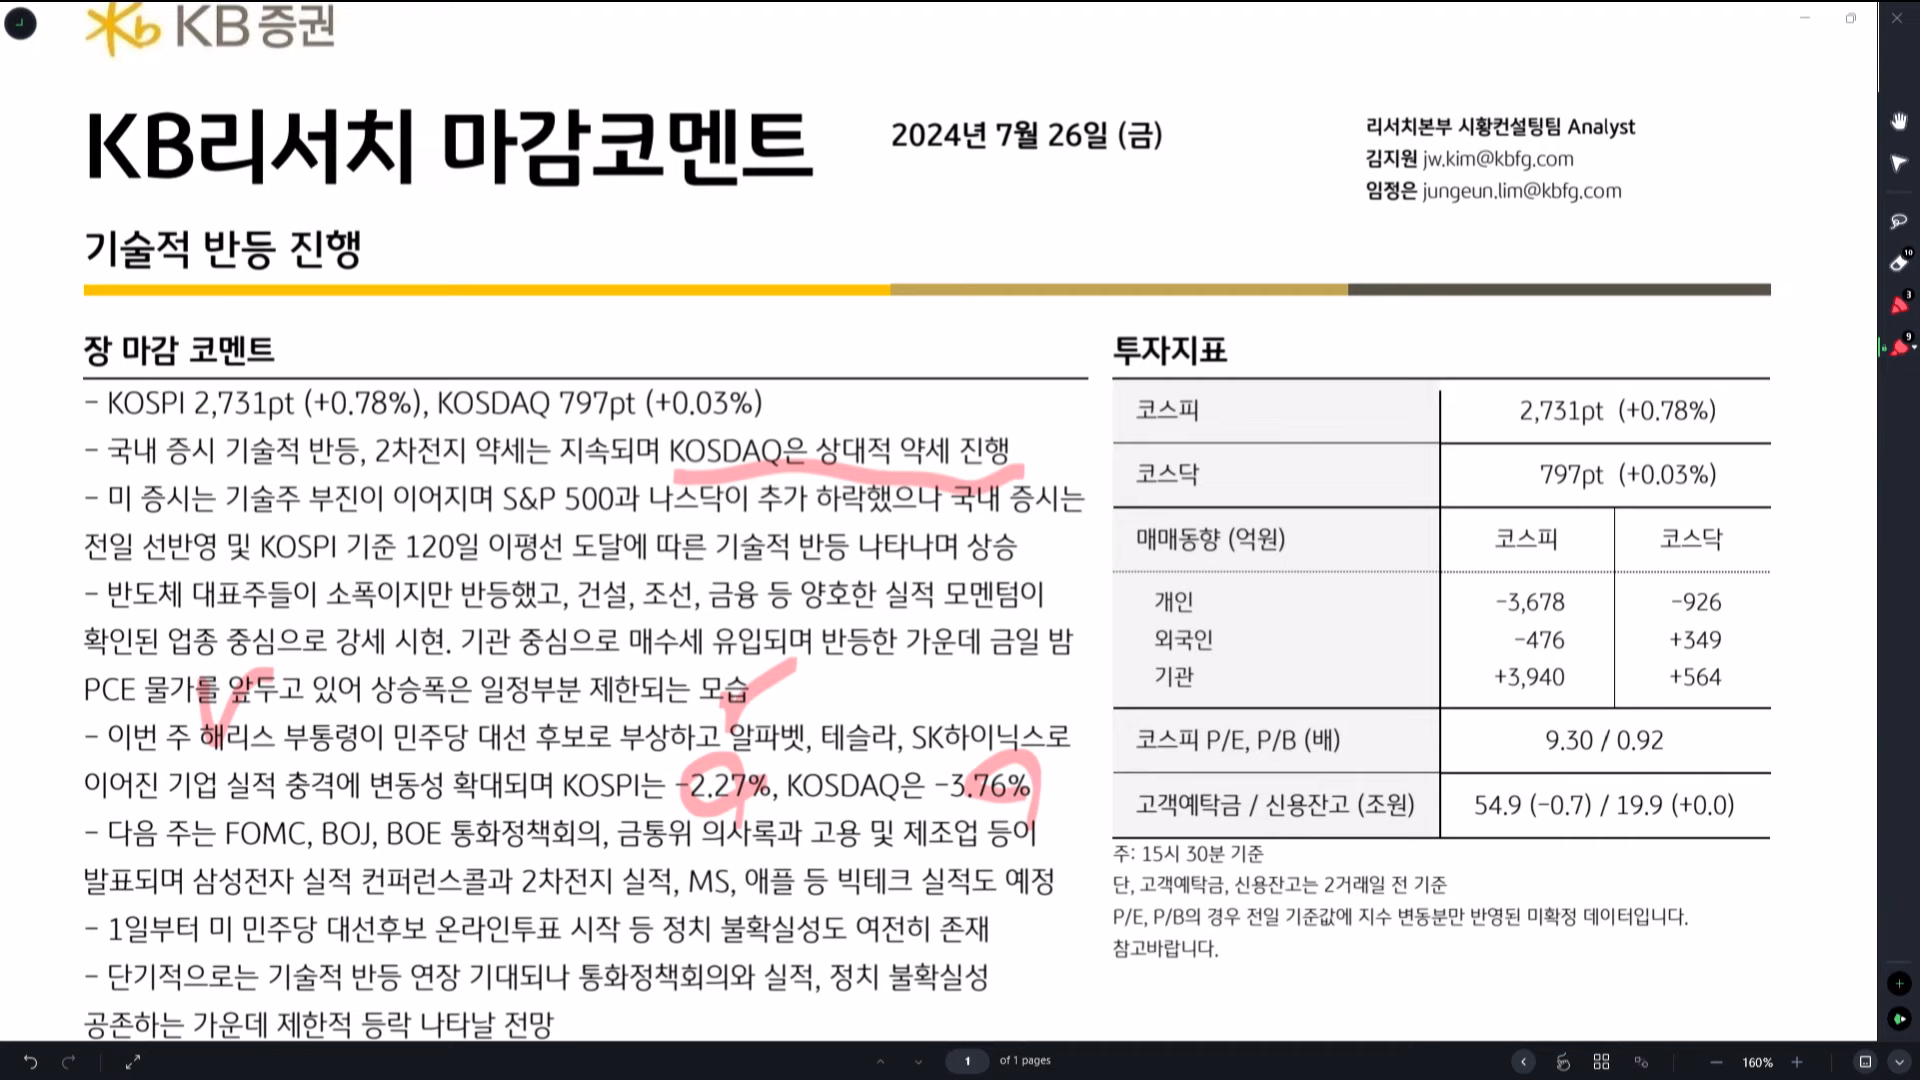 KB증권
KB리서치 마감코멘트
2024년 7월 26일 (금)
리서치본부 시황컨설팅팀 Analyst
김지원 jw.kim@kbfg.com
임정은 jungeun.lim@kbfg.com
기술적 반등 진행
장 마감 코멘트
- KOSPI 2,731pt (+0.78%), KOSDAQ 797pt (+0.03%)
- 국내 증시 기술적 반등, 2차전지 약세는 지속되며 KOSDAQ은 상대적 약세 진행
- 미 증시는 기술주 부진이 이어지며 S&P 500과 나스닥이 추가 하락했으나 국내 증시는
전일 선반영 및 KOSPI 기준 120일 이평선 도달에 따른 기술적 반등 나타나며 상승
- 반도체 대표주들이 소폭이지만 반등했고, 건설, 조선, 금융 등 양호한 실적 모멘텀이
확인된 업종 중심으로 강세 시현. 기관 중심으로 매수세 유입되며 반등한 가운데 금일 밤
PCE 물가를 앞두고 있어 상승폭은 일정부분 제한되는 모습
- 이번 주 해리스 부통령이 민주당 대선 후보로 부상하고 알파벳, 테슬라, SK하이닉스로
이어진 기업 실적 충격에 변동성 확대되며 KOSPI는 -2.27%, KOSDAQ은 -3.76%
- 다음 주는 FOMC, BOJ, BOE 통화정책회의, 금통위 의사록과 고용 및 제조업 등이
발표되며 삼성전자 실적 컨퍼런스콜과 2차전지 실적, MS, 애플 등 빅테크 실적도 예정
- 1일부터 미 민주당 대선후보 온라인투표 시작 등 정치 불확실성도 여전히 존재
- 단기적으로는 기술적 반등 연장 기대되나 통화정책회의와 실적, 정치 불확실성
공존하는 가운데 제한적 등락 나타날 전망
투자지표
코스피 2,731pt (+0.78%)
코스닥 797pt (+0.03%)
매매동향 (억원) 코스피 코스닥
개인 -3,678 -926
외국인 -476 +349
기관 +3,940 +564
코스피 P/E, P/B (배) 9.30 / 0.92
고객예탁금 / 신용잔고 (조원) 54.9 (-0.7) / 19.9 (+0.0)
주: 15시 30분 기준
단, 고객예탁금, 신용잔고는 2거래일 전 기준
P/E, P/B의 경우 전일 기준값에 지수 변동분만 반영된 미확정 데이터입니다.
참고바랍니다.
10
3
9
1 of 1 pages
160%